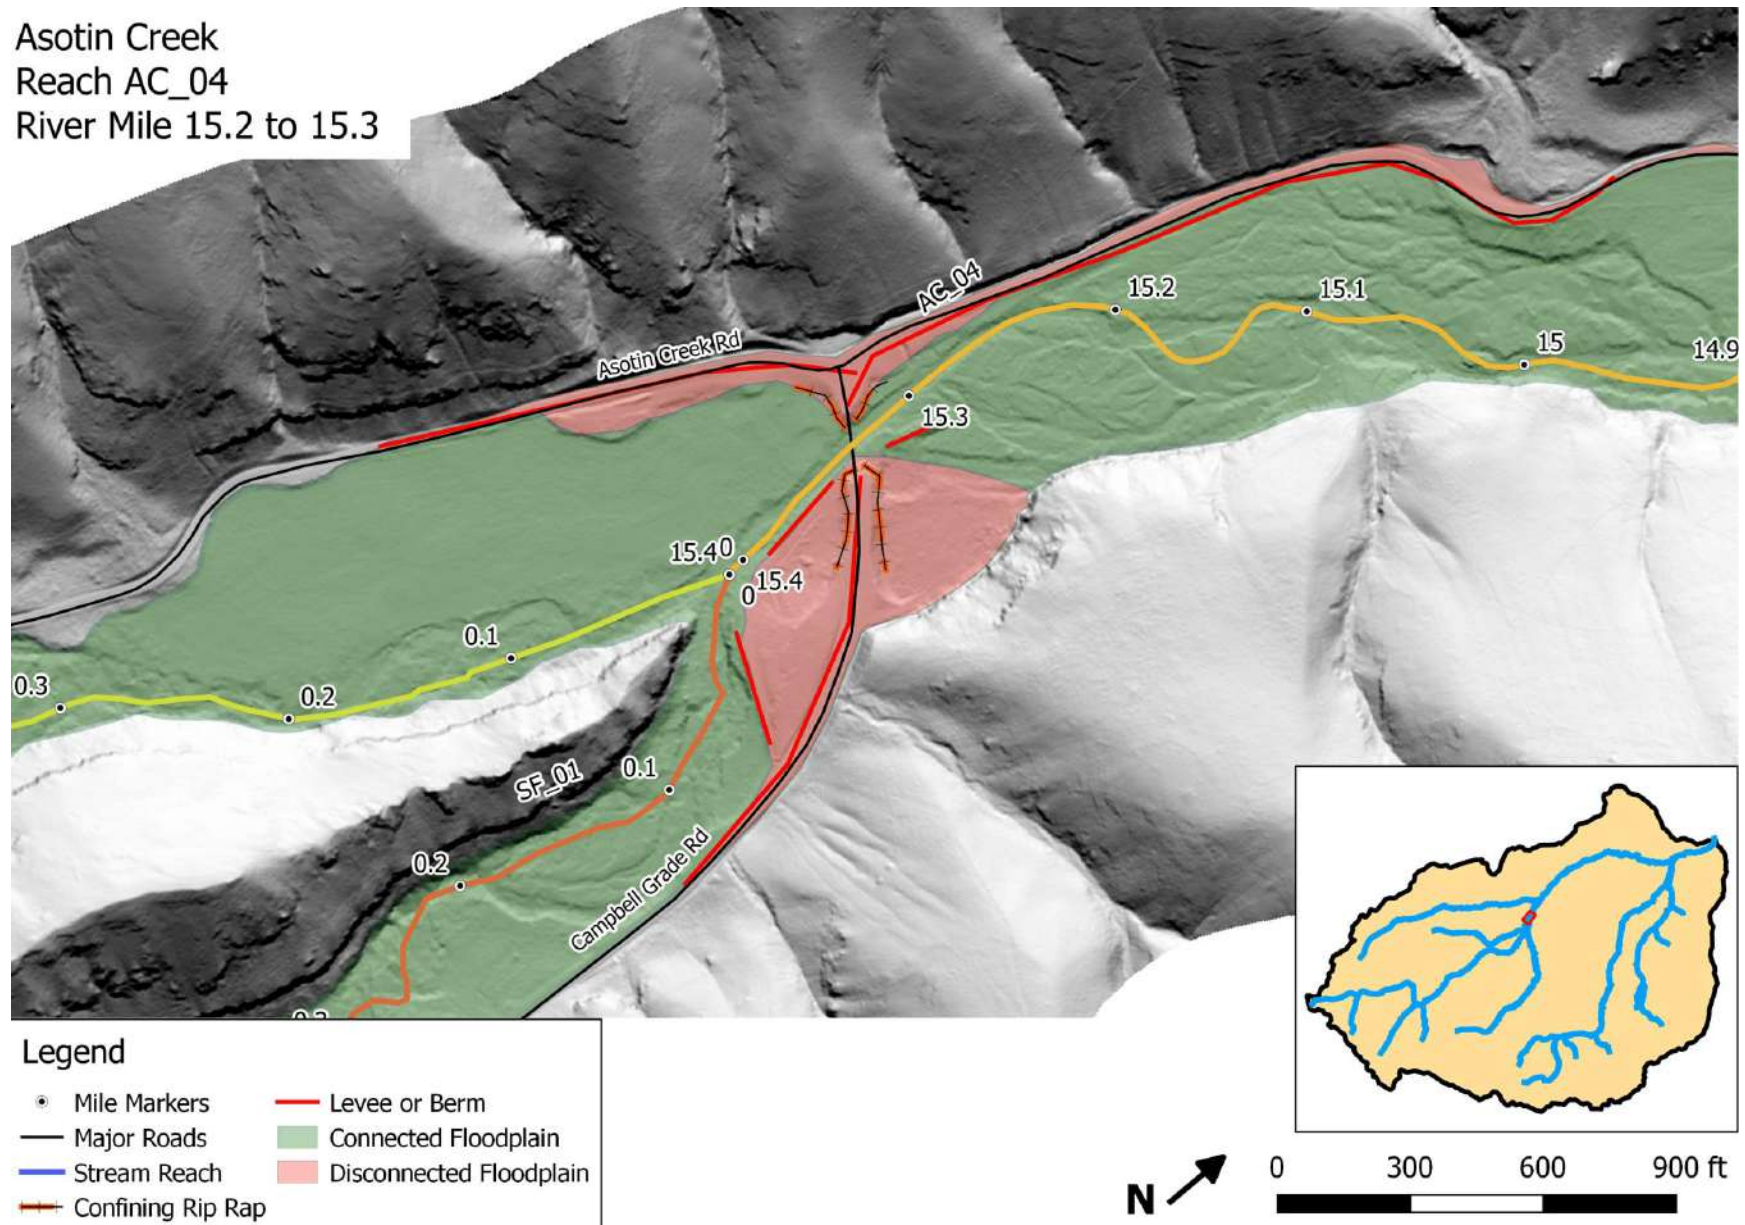 Asotin Creek
Reach AC_04
River Mile 15.2 to 15.3
AC_04
15.2
15.1
15
14.9
Asotin Creek Rd
15.3
15.4
0
15.4
0
0.1
0.2
0.3
SF_01
0.1
0.2
Campbell Grade Rd
Legend
Mile Markers
Major Roads
Stream Reach
Confining Rip Rap
Levee or Berm
Connected Floodplain
Disconnected Floodplain
N
0 300 600 900 ft